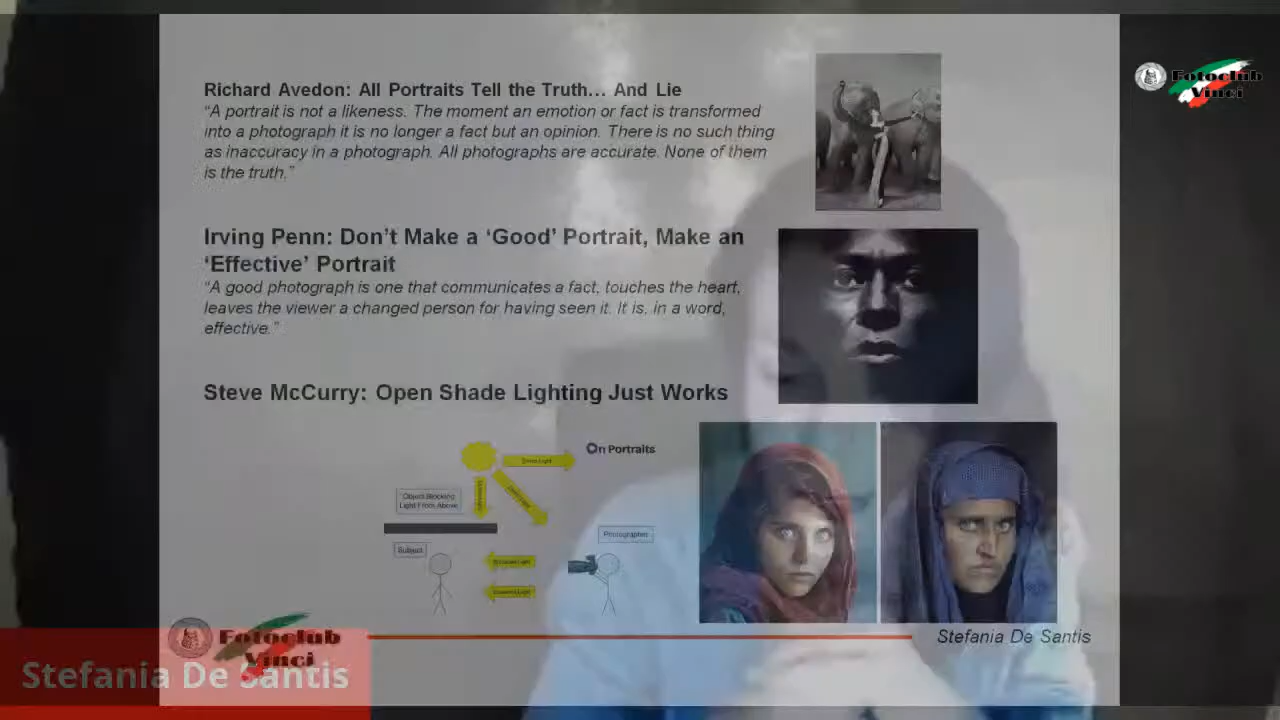 Richard Avedon: All Portraits Tell the Truth… And Lie
“A portrait is not a likeness. The moment an emotion or fact is transformed
into a photograph it is no longer a fact but an opinion. There is no such thing
as inaccuracy in a photograph. All photographs are accurate. None of them
is the truth.”
Fotoclub
Vinci
Irving Penn: Don’t Make a ‘Good’ Portrait, Make an
‘Effective’ Portrait
“A good photograph is one that communicates a fact, touches the heart,
leaves the viewer a changed person for having seen it. It is, in a word,
effective.”
Steve McCurry: Open Shade Lighting Just Works
On Portraits
Object Blocking
Light From Above
Subject
Photographer
Fotoclub
Vinci
Stefania De Santis
Stefania De Santis